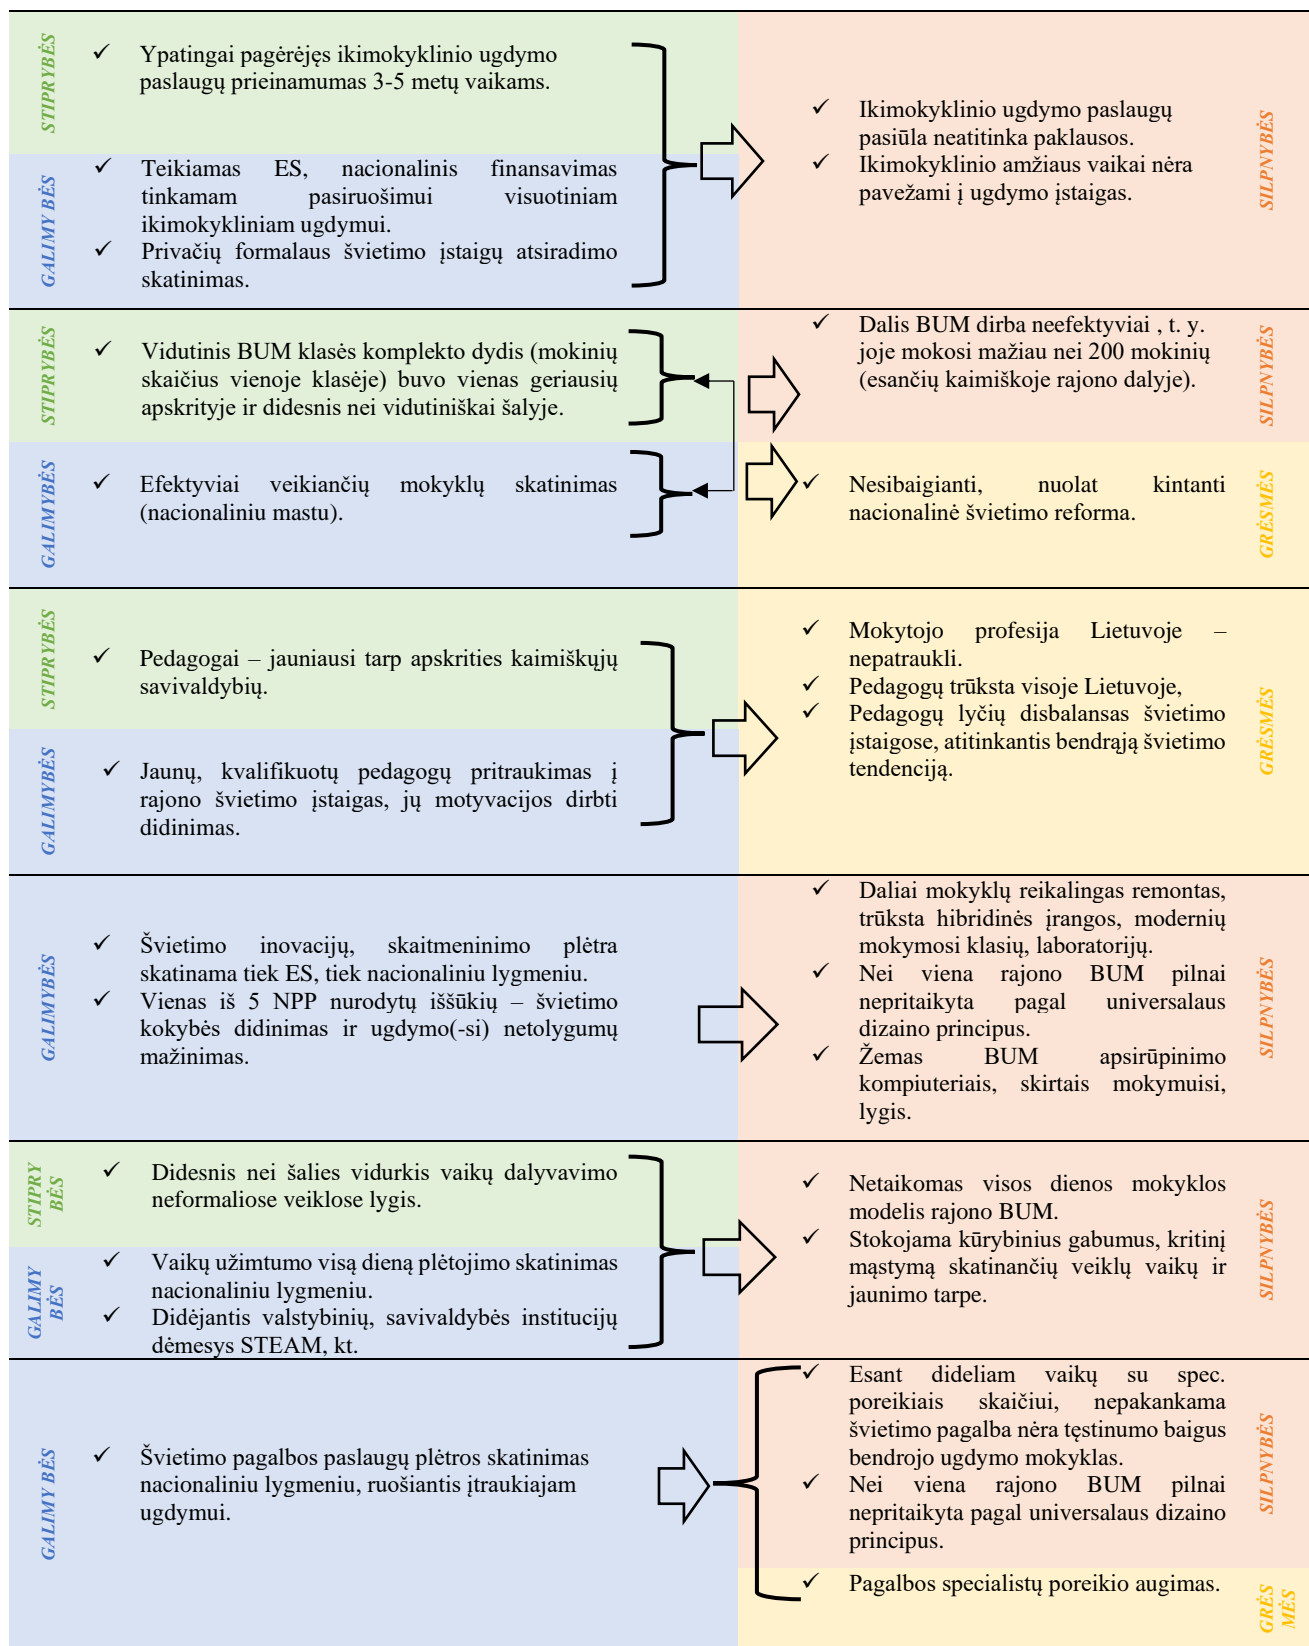 STIPRYBĖS
✓ Ypatingai pagėrėjęs ikimokyklinio ugdymo
paslaugų prieinamumas 3-5 metų vaikams.
GALIMY BĖS
✓ Teikiamas ES, nacionalinis finansavimas
tinkamam pasiruošimui visuotiniam
ikimokykliniam ugdymui.
✓ Privačių formalaus švietimo įstaigų atsiradimo
skatinimas.
✓ Ikimokyklinio ugdymo paslaugų
pasiūla neatitinka paklausos.
✓ Ikimokyklinio amžiaus vaikai nėra
pavežami į ugdymo įstaigas.
SILPNYBĖS
STIPRYBĖS
✓ Vidutinis BUM klasės komplekto dydis (mokinių
skaičius vienoje klasėje) buvo vienas geriausių
apskrityje ir didesnis nei vidutiniškai šalyje.
✓ Dalis BUM dirba neefektyviai , t. y.
joje mokosi mažiau nei 200 mokinių
(esančių kaimiškoje rajono dalyje).
SILPNYBĖS
GALIMYBĖS
✓ Efektyviai veikiančių mokyklų skatinimas
(nacionaliniu mastu).
✓ Nesibaigianti, nuolat kintanti
nacionalinė švietimo reforma.
GRĖSMĖS
STIPRYBĖS
✓ Pedagogai – jauniausi tarp apskrities kaimiškųjų
savivaldybių.
GALIMYBĖS
✓ Jaunų, kvalifikuotų pedagogų pritraukimas į
rajono švietimo įstaigas, jų motyvacijos dirbti
didinimas.
✓ Mokytojo profesija Lietuvoje –
nepatraukli.
✓ Pedagogų trūksta visoje Lietuvoje,
✓ Pedagogų lyčių disbalansas švietimo
įstaigose, atitinkantis bendrąją švietimo
tendenciją.
GRĖSMĖS
GALIMYBĖS
✓ Švietimo inovacijų, skaitmeninimo plėtra
skatinama tiek ES, tiek nacionaliniu lygmeniu.
✓ Vienas iš 5 NPP nurodytų iššūkių – švietimo
kokybės didinimas ir ugdymo(-si) netolygumų
mažinimas.
✓ Daliai mokyklų reikalingas remontas,
trūksta hibridinės įrangos, modernių
mokymosi klasių, laboratorijų.
✓ Nei viena rajono BUM pilnai
nepritaikyta pagal universalaus
dizaino principus.
✓ Žemas BUM apsirūpinimo
kompiuteriais, skirtais mokymuisi,
lygis.
SILPNYBĖS
STIPRY
BĖS
✓ Didesnis nei šalies vidurkis vaikų dalyvavimo
neformaliose veiklose lygis.
GALIMY
BĖS
✓ Vaikų užimtumo visą dieną plėtojimo skatinimas
nacionaliniu lygmeniu.
✓ Didėjantis valstybinių, savivaldybės institucijų
dėmesys STEAM, kt.
✓ Netaikomas visos dienos mokyklos
modelis rajono BUM.
✓ Stokojama kūrybinius gabumus, kritinį
mąstymą skatinančių veiklų vaikų ir
jaunimo tarpe.
SILPNYBĖS
GALIMY BĖS
✓ Švietimo pagalbos paslaugų plėtros skatinimas
nacionaliniu lygmeniu, ruošiantis įtraukiajam
ugdymui.
✓ Esant dideliam vaikų su spec.
poreikiais skaičiui, nepakankama
švietimo pagalba nėra tęstinumo baigus
bendrojo ugdymo mokyklas.
✓ Nei viena rajono BUM pilnai
nepritaikyta pagal universalaus dizaino
principus.
SILPNYBĖS
✓ Pagalbos specialistų poreikio augimas.
GRĖS
MĖS